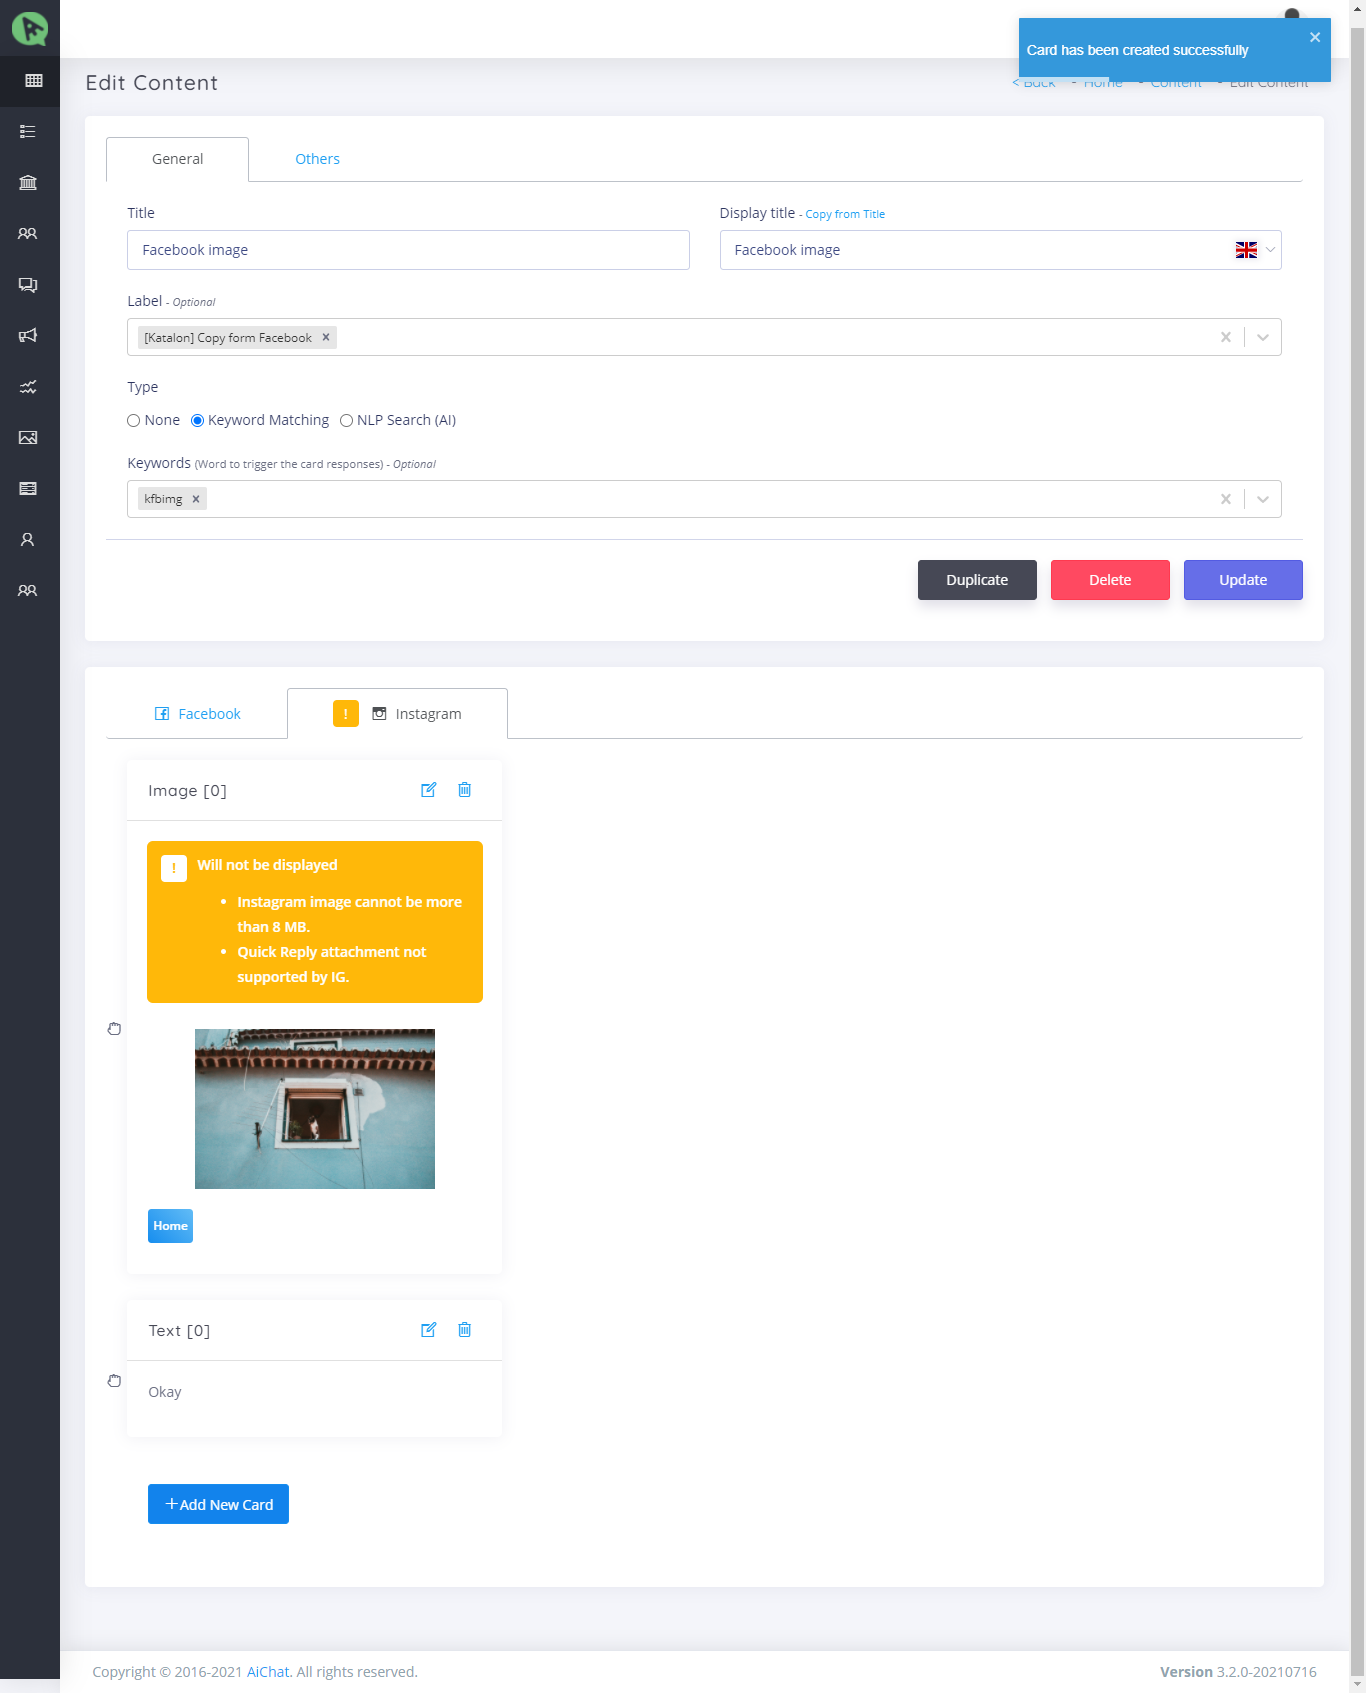 Card has been created successfully
Edit Content
< Back - Home - Content - Edit Content
General
Others
Title
Display title - Copy from Title
Facebook image
Facebook image
Label - Optional
[Katalon] Copy form Facebook ×
Type
None
Keyword Matching
NLP Search (AI)
Keywords (Word to trigger the card responses) - Optional
kfbimg ×
Duplicate
Delete
Update
Facebook
! Instagram
Image [0]
! Will not be displayed
• Instagram image cannot be more
than 8 MB.
• Quick Reply attachment not
supported by IG.
Home
Text [0]
Okay
+Add New Card
Copyright © 2016-2021 AiChat. All rights reserved.
Version 3.2.0-20210716